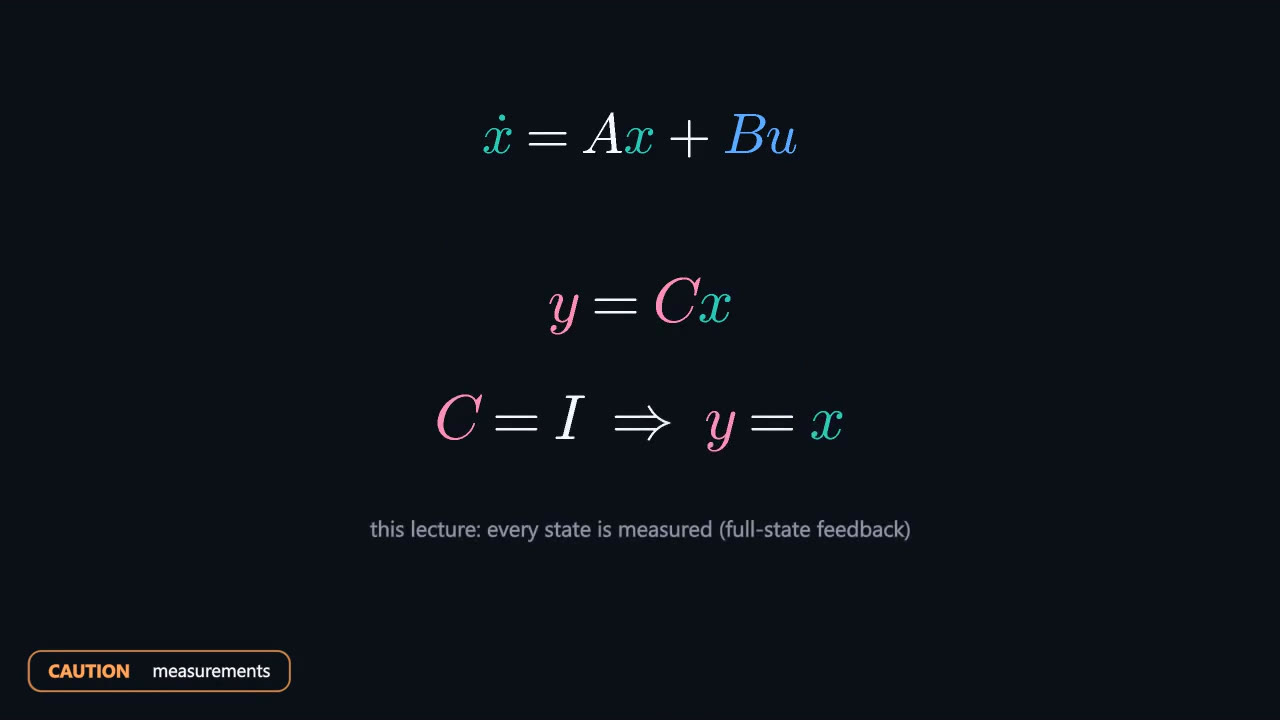 ẋ = Ax + Bu
y = Cx
C = I ⇒ y = x
this lecture: every state is measured (full-state feedback)
CAUTION measurements